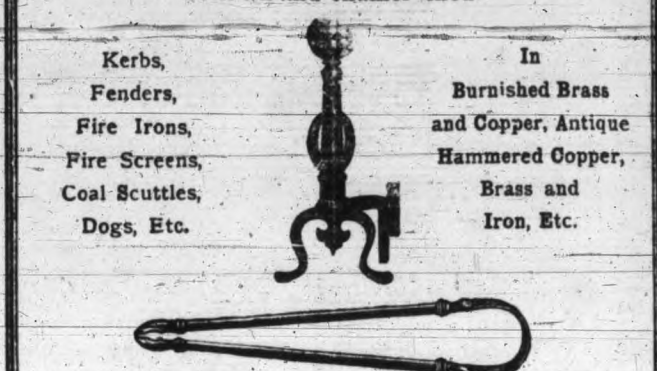 Kerbs,
Fenders,
Fire Irons,
Fire Screens,
Coal Scuttles,
Dogs, Etc.
In
Burnished Brass
and Copper, Antique
Hammered Copper,
Brass and
Iron, Etc.